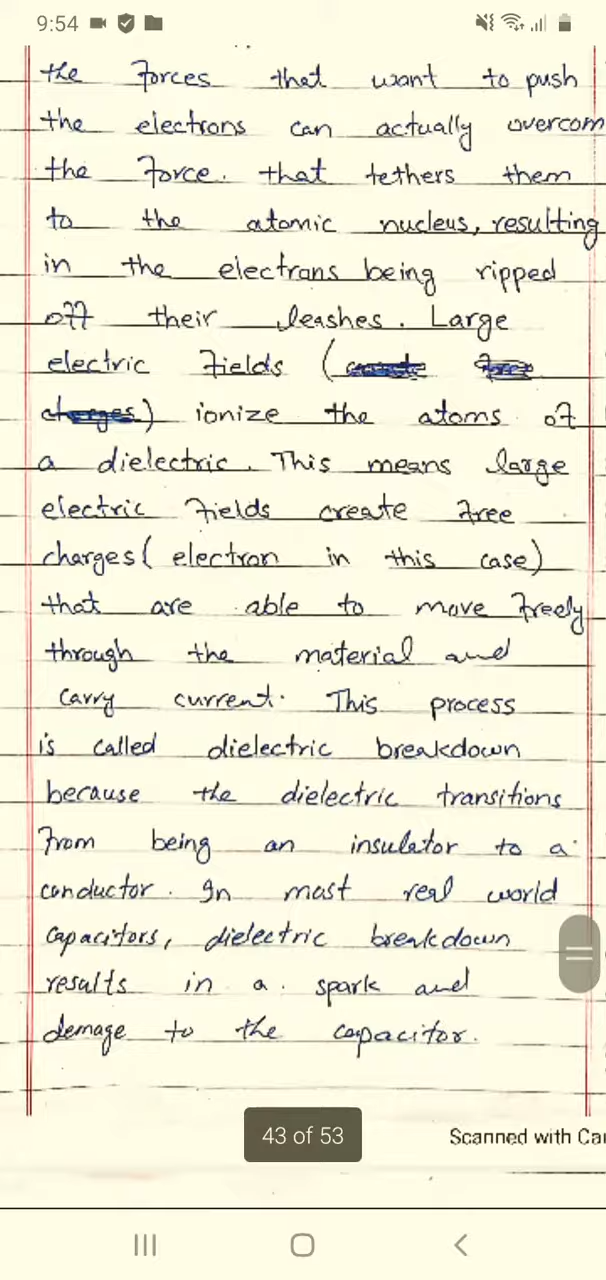 9:54
the forces that want to push
the electrons can actually overcom
the force. that tethers them
to the atomic nucleus, resulting
in the electrans being ripped
off their leashes. Large
electric fields (
charges) ionize the atoms of
a dielectric. This means large
electric fields create free
charges (electron in this case)
that are able to move freely
through the material and
carry current. This process
is called dielectric breakdown
because the dielectric transitions
from being an insulator to a
conductor. In most real world
capacitors, dielectric breakdown
results in a. spark and
demage to the capacitor.
43 of 53
Scanned with Ca